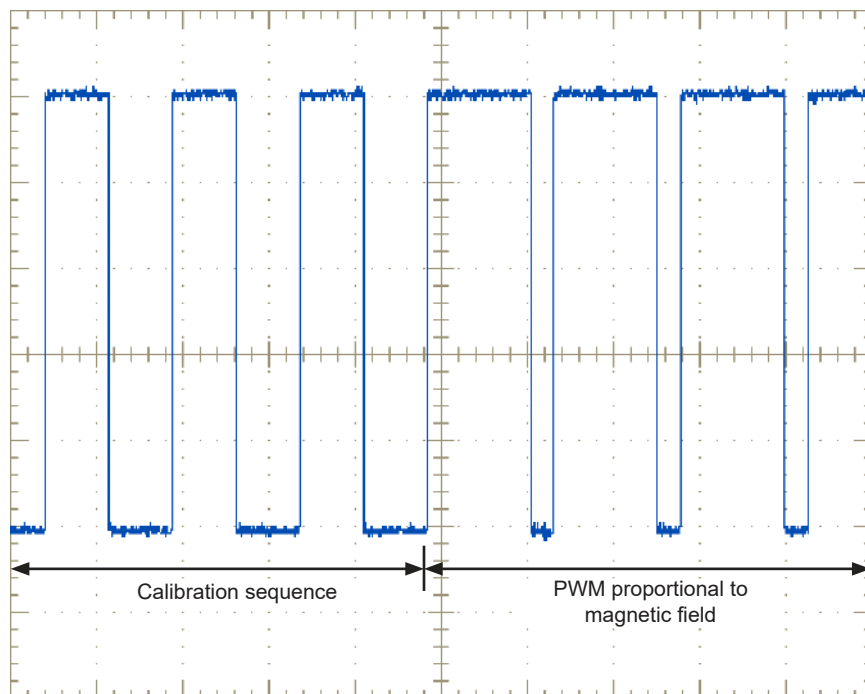 Calibration sequence
PWM proportional to
magnetic field